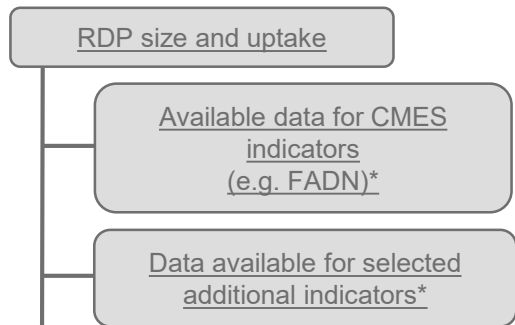 RDP size and uptake
Available data for CMES
indicators
(e.g. FADN)*
Data available for selected
additional indicators*